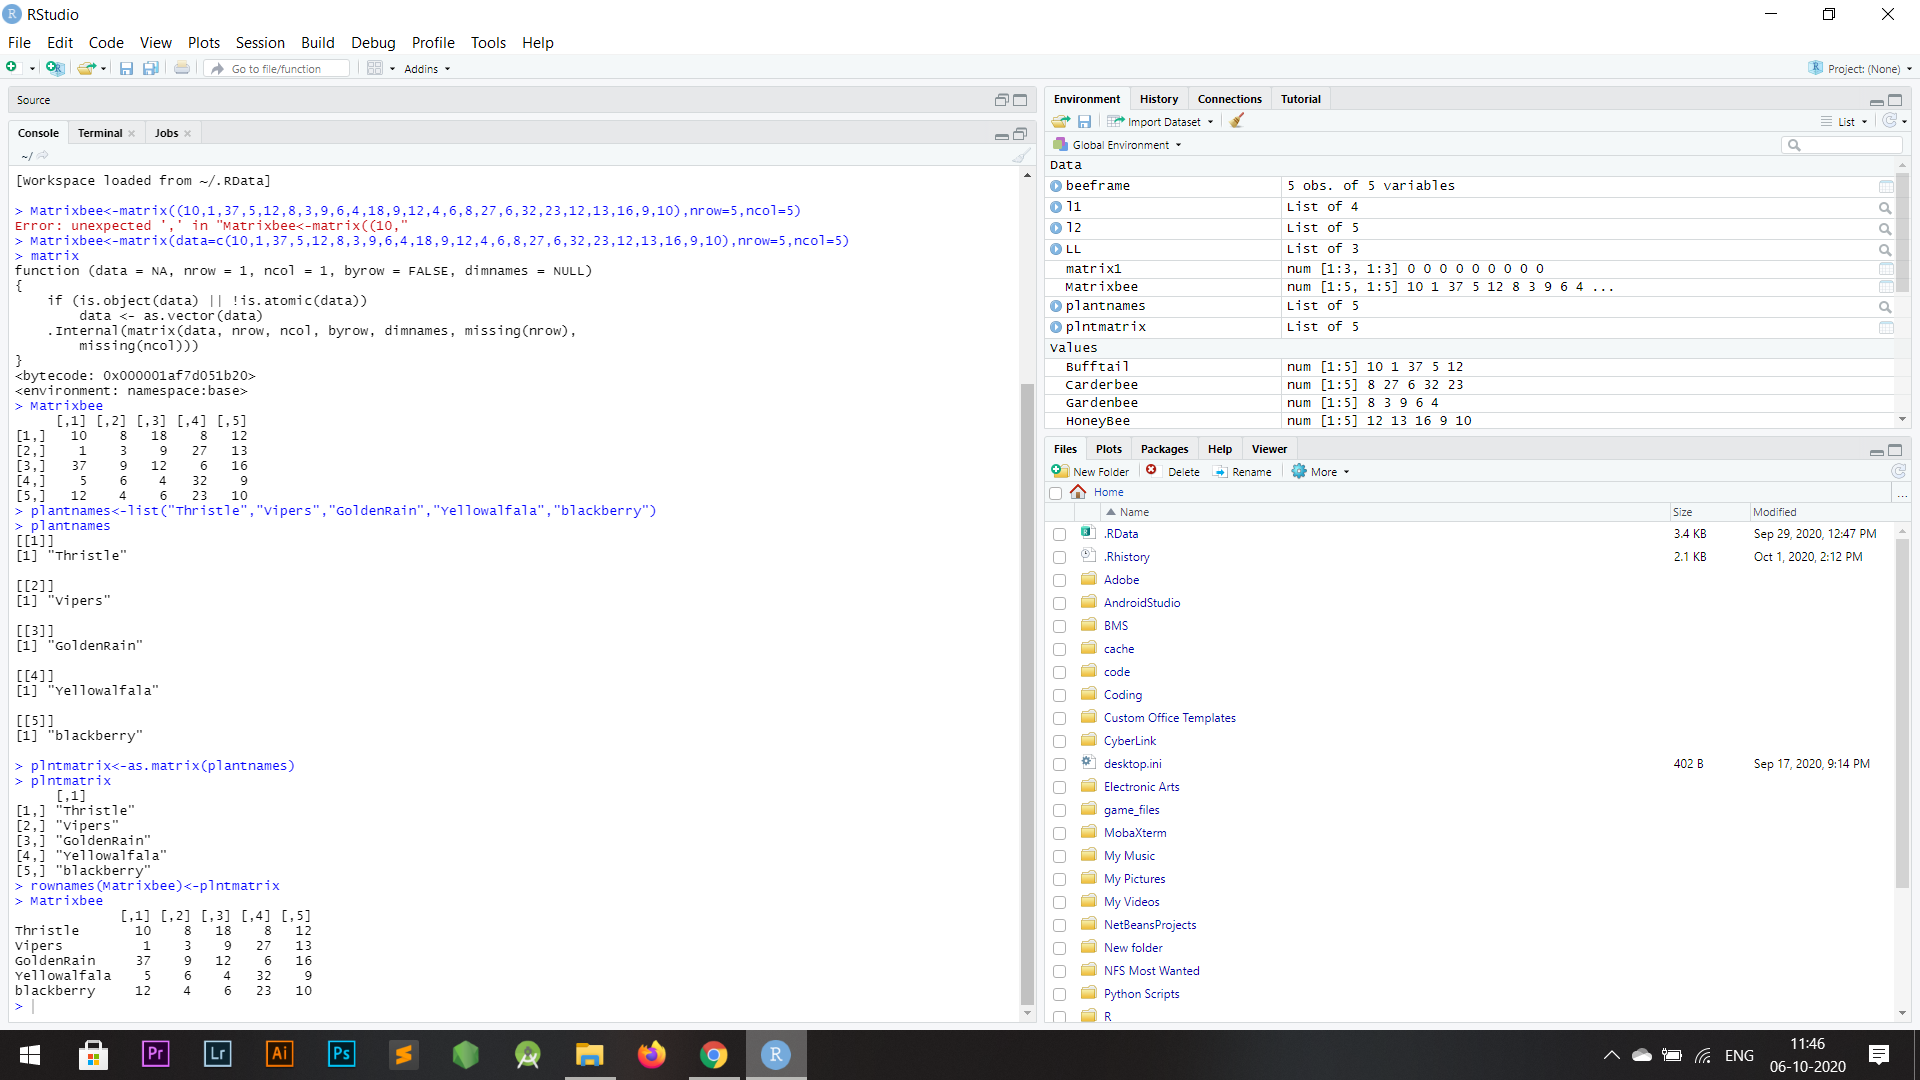 RStudio
File Edit Code View Plots Session Build Debug Profile Tools Help
Go to file/function Addins Project: (None)
Source
Console Terminal Jobs
~/
[Workspace loaded from ~/.RData]
> Matrixbee<-matrix((10,1,37,5,12,8,3,9,6,4,18,9,12,4,6,8,27,6,32,23,12,13,16,9,10),nrow=5,ncol=5)
Error: unexpected ',' in "Matrixbee<-matrix((10,"
> Matrixbee<-matrix(data=c(10,1,37,5,12,8,3,9,6,4,18,9,12,4,6,8,27,6,32,23,12,13,16,9,10),nrow=5,ncol=5)
> matrix
function (data = NA, nrow = 1, ncol = 1, byrow = FALSE, dimnames = NULL)
{
    if (is.object(data) || !is.atomic(data))
        data <- as.vector(data)
    .Internal(matrix(data, nrow, ncol, byrow, dimnames, missing(nrow),
        missing(ncol)))
}
<bytecode: 0x000001af7d051b20>
<environment: namespace:base>
> Matrixbee
     [,1] [,2] [,3] [,4] [,5]
[1,]   10    8   18    8   12
[2,]    1    3    9   27   13
[3,]   37    9   12    6   16
[4,]    5    6    4   32    9
[5,]   12    4    6   23   10
> plantnames<-list("Thristle","Vipers","GoldenRain","Yellowalfala","blackberry")
> plantnames
[[1]]
[1] "Thristle"
[[2]]
[1] "Vipers"
[[3]]
[1] "GoldenRain"
[[4]]
[1] "Yellowalfala"
[[5]]
[1] "blackberry"
> plntmatrix<-as.matrix(plantnames)
> plntmatrix
     [,1]
[1,] "Thristle"
[2,] "Vipers"
[3,] "GoldenRain"
[4,] "Yellowalfala"
[5,] "blackberry"
> rownames(Matrixbee)<-plntmatrix
> Matrixbee
             [,1] [,2] [,3] [,4] [,5]
Thristle       10    8   18    8   12
Vipers          1    3    9   27   13
GoldenRain     37    9   12    6   16
Yellowalfala    5    6    4   32    9
blackberry     12    4    6   23   10
>
Environment History Connections Tutorial
Import Dataset List
Global Environment
Data
beeframe 5 obs. of 5 variables
l1 List of 4
l2 List of 5
LL List of 3
matrix1 num [1:3, 1:3] 0 0 0 0 0 0 0 0 0
Matrixbee num [1:5, 1:5] 10 1 37 5 12 8 3 9 6 4 ...
plantnames List of 5
plntmatrix List of 5
Values
Bufftail num [1:5] 10 1 37 5 12
Carderbee num [1:5] 8 27 6 32 23
Gardenbee num [1:5] 8 3 9 6 4
HoneyBee num [1:5] 12 13 16 9 10
Files Plots Packages Help Viewer
New Folder Delete Rename More
Home ...
Name Size Modified
.RData 3.4 KB Sep 29, 2020, 12:47 PM
.Rhistory 2.1 KB Oct 1, 2020, 2:12 PM
Adobe
AndroidStudio
BMS
cache
code
Coding
Custom Office Templates
CyberLink
desktop.ini 402 B Sep 17, 2020, 9:14 PM
Electronic Arts
game_files
MobaXterm
My Music
My Pictures
My Videos
NetBeansProjects
New folder
NFS Most Wanted
Python Scripts
R
Pr Lr Ai Ps R ENG 11:46
06-10-2020